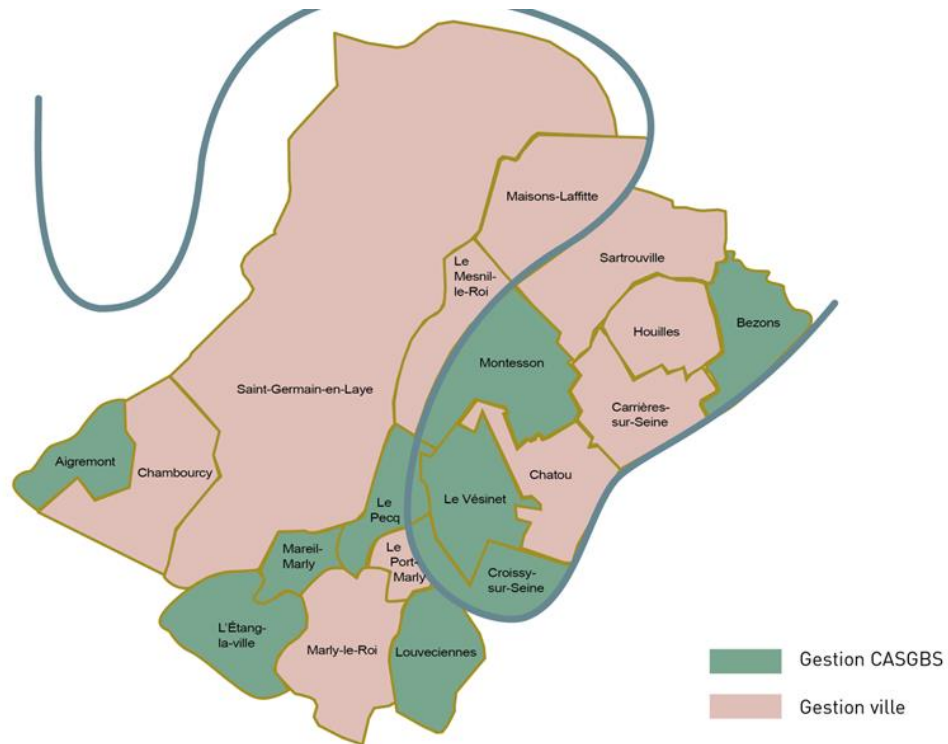 Maisons-Laffitte
Sartrouville
Le
Mesnil-
le-Roi
Houilles
Bezons
Montesson
Saint-Germain-en-Laye
Carrières-
sur-Seine
Aigremont
Chambourcy
Chatou
Le Vésinet
Le
Pecq
Mareil-
Marly
Le
Port-
Marly
Croissy-
sur-Seine
L'Étang-
la-ville
Marly-le-Roi
Louveciennes
Gestion CASGBS
Gestion ville